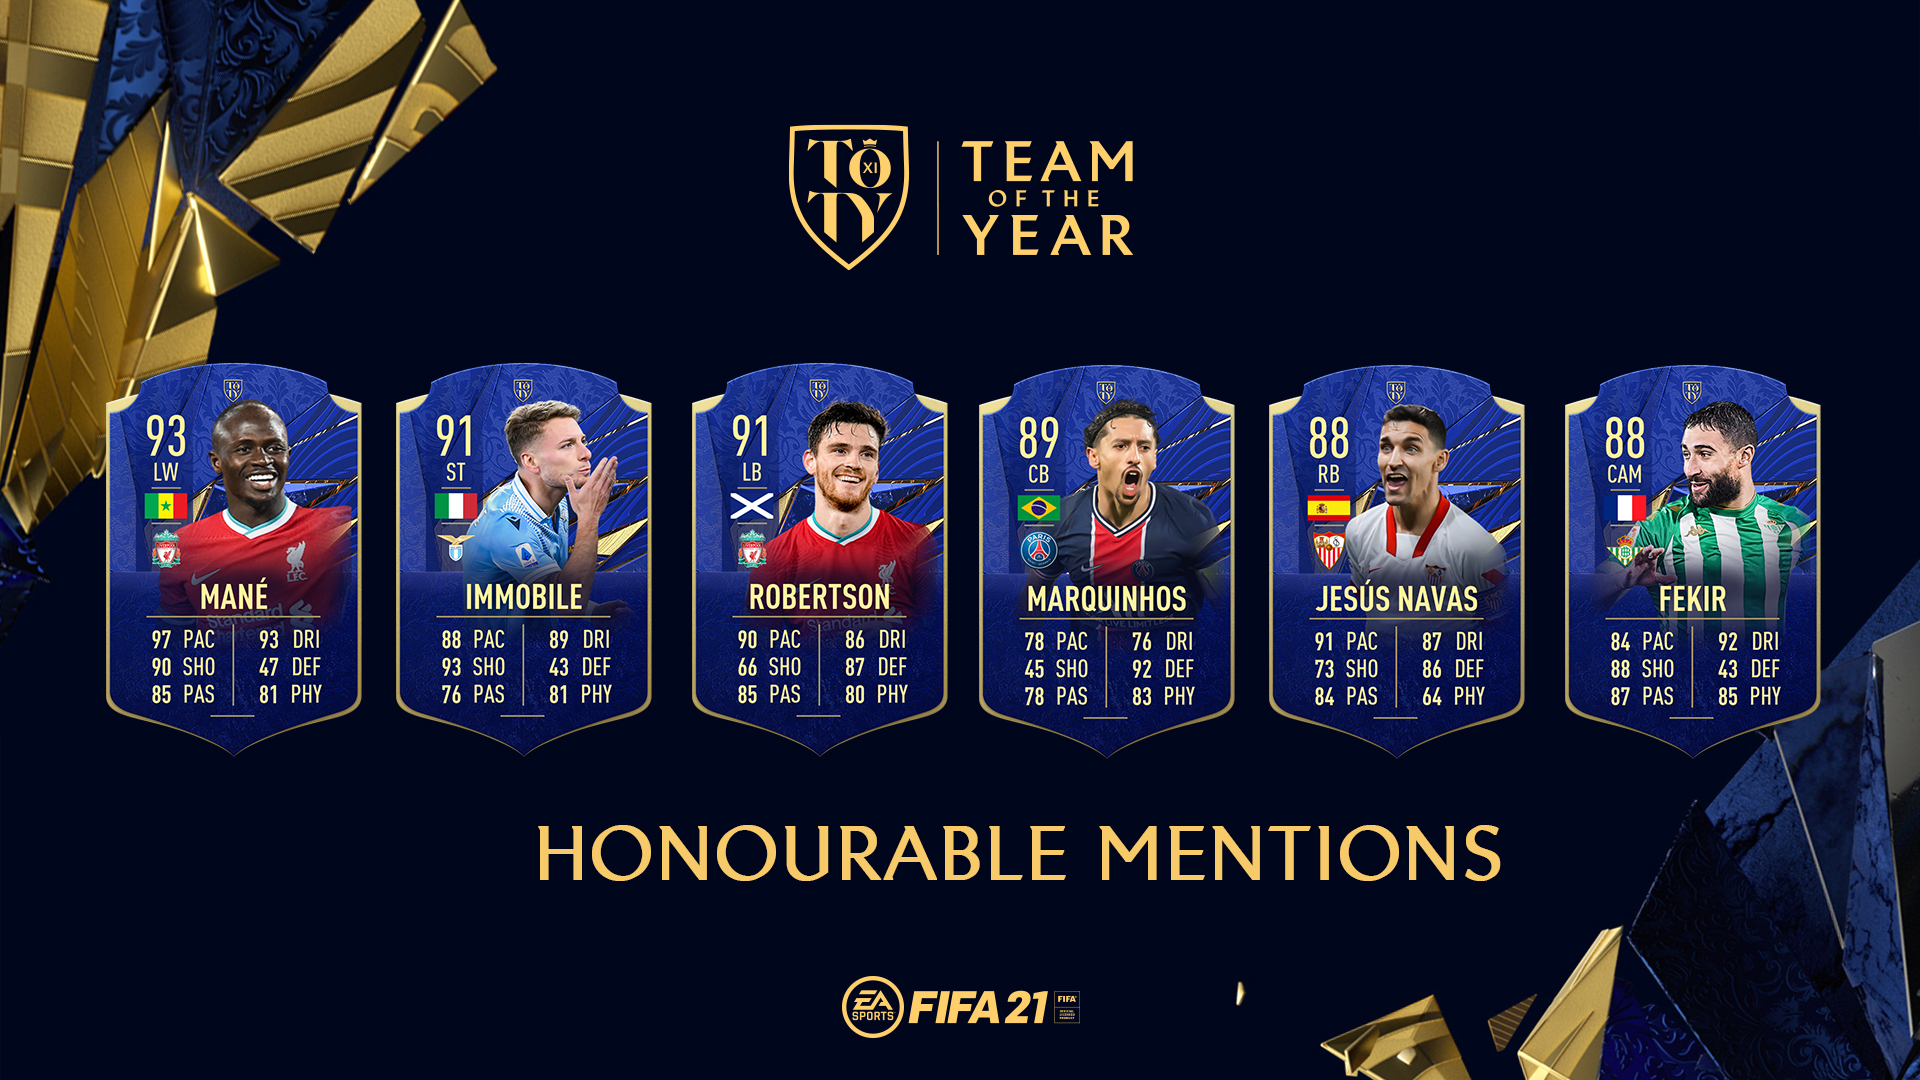 TO XI TY
TEAM
OF THE
YEAR
93
LW
MANÉ
97 PAC 93 DRI
90 SHO 47 DEF
85 PAS 81 PHY
91
ST
IMMOBILE
88 PAC 89 DRI
93 SHO 43 DEF
76 PAS 81 PHY
91
LB
ROBERTSON
90 PAC 86 DRI
66 SHO 87 DEF
85 PAS 80 PHY
89
CB
PARIS
MARQUINHOS
78 PAC 76 DRI
45 SHO 92 DEF
78 PAS 83 PHY
88
RB
JESÚS NAVAS
91 PAC 87 DRI
73 SHO 86 DEF
84 PAS 64 PHY
88
CAM
FEKIR
84 PAC 92 DRI
88 SHO 43 DEF
87 PAS 85 PHY
L.F.C.
Standard
HONOURABLE MENTIONS
EA
SPORTS
FIFA 21
FIFA